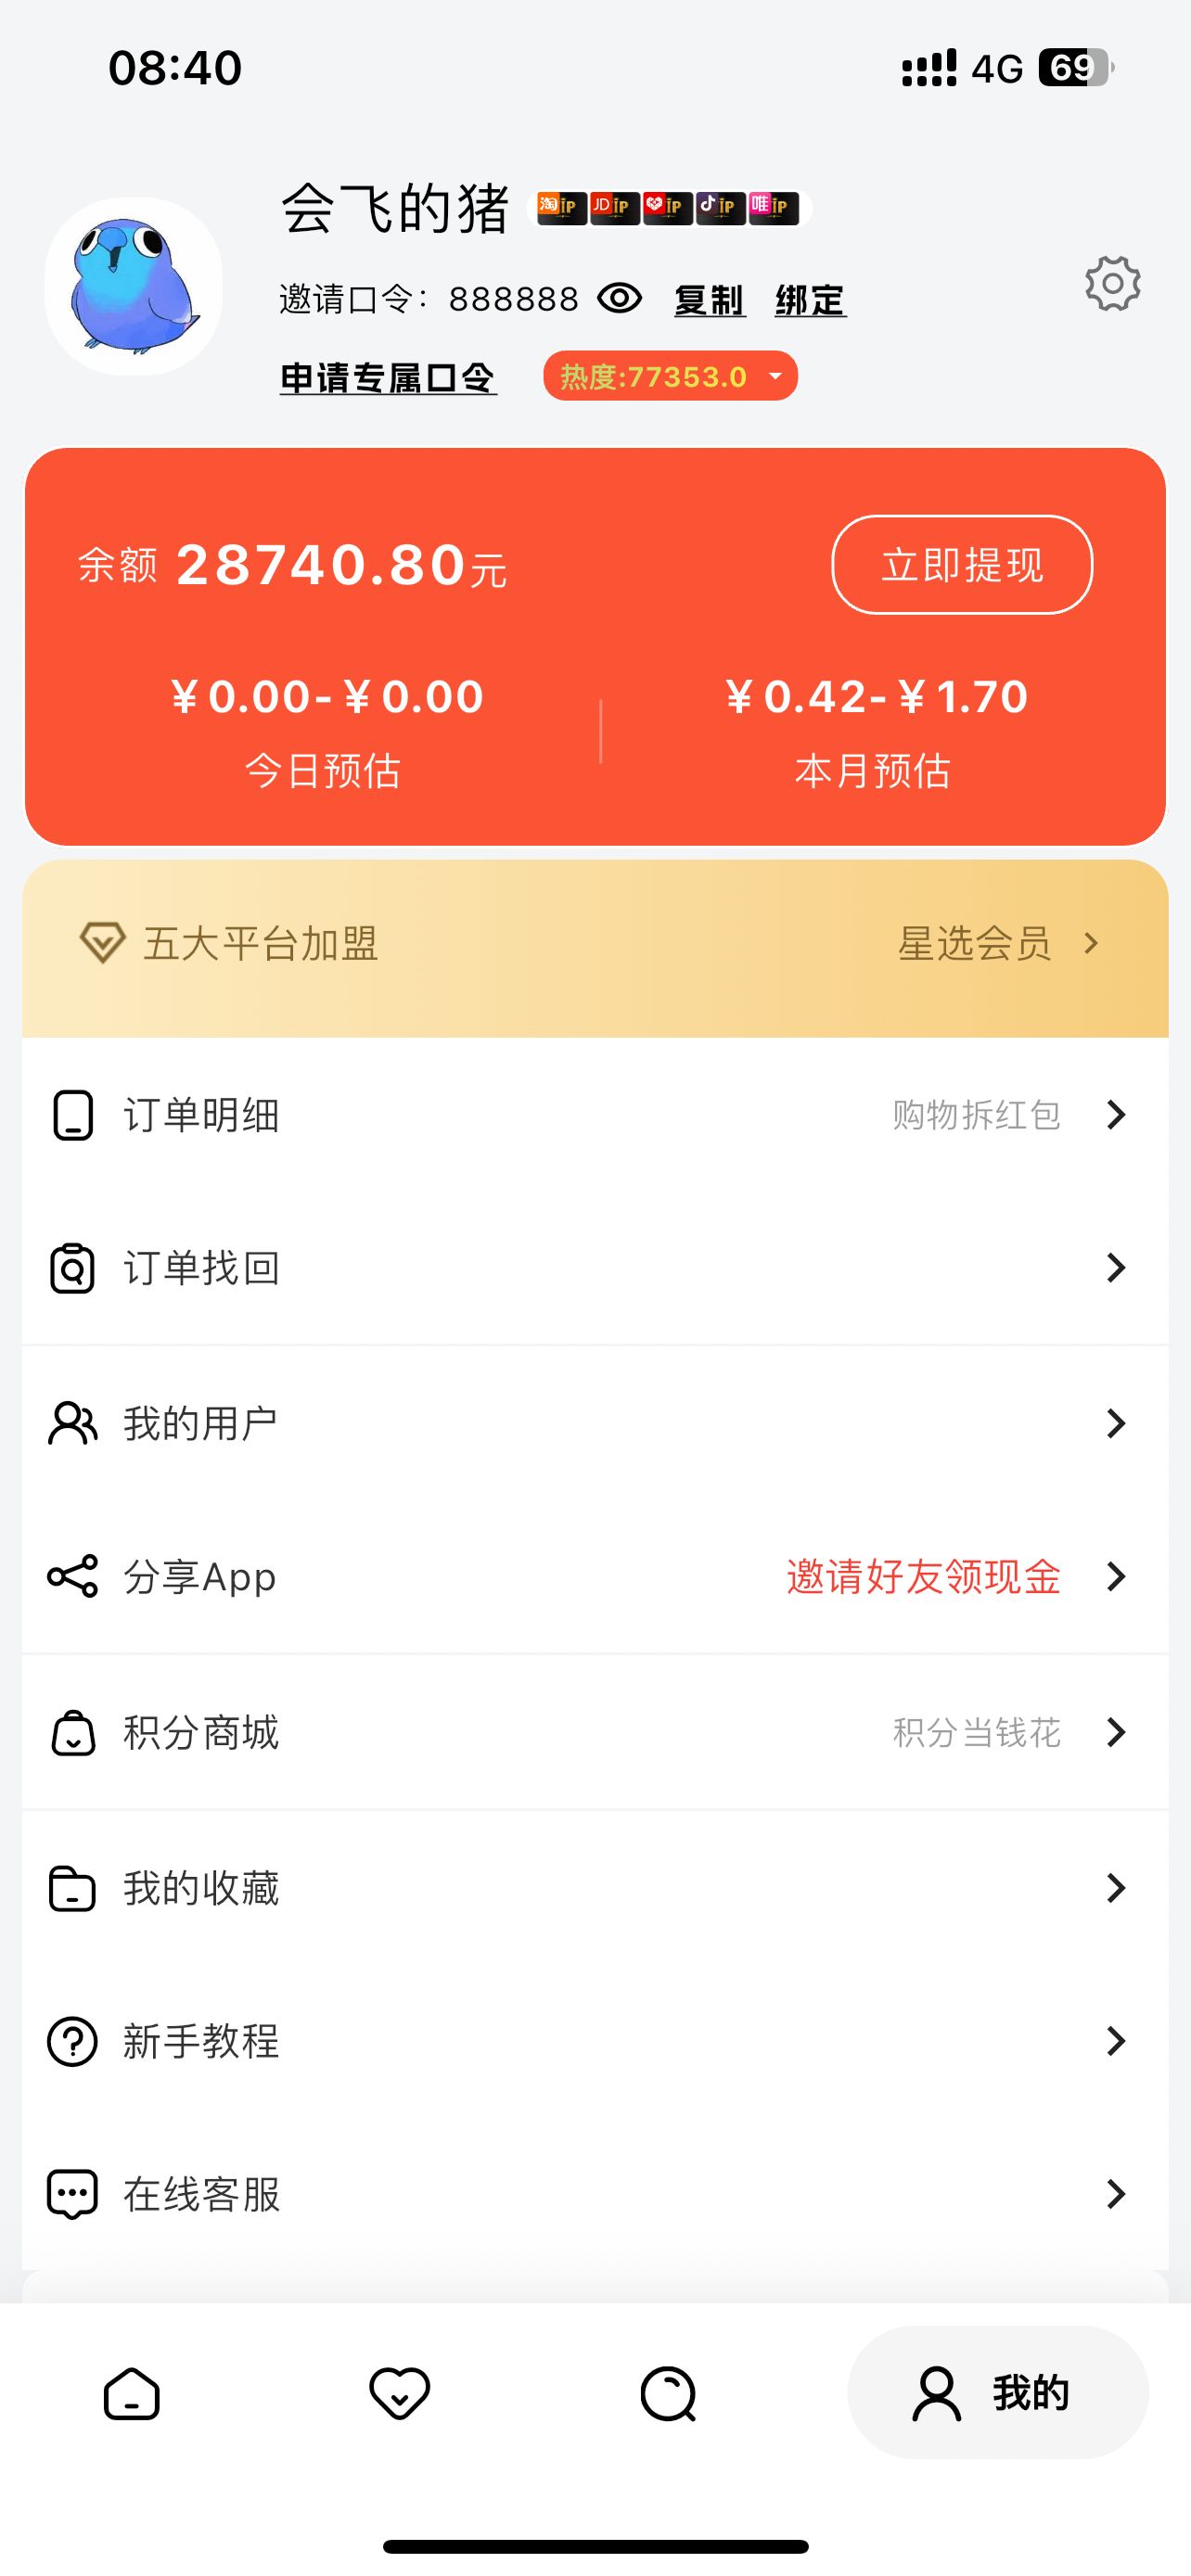 08:40 4G 69
会飞的猪 淘 iP JD iP iP iP 唯 iP
邀请口令：888888 复制 绑定
申请专属口令 热度:77353.0
余额 28740.80元 立即提现
¥0.00-¥0.00 ¥0.42-¥1.70
今日预估 本月预估
五大平台加盟 星选会员
订单明细 购物拆红包
订单找回
我的用户
分享App 邀请好友领现金
积分商城 积分当钱花
我的收藏
新手教程
在线客服
我的